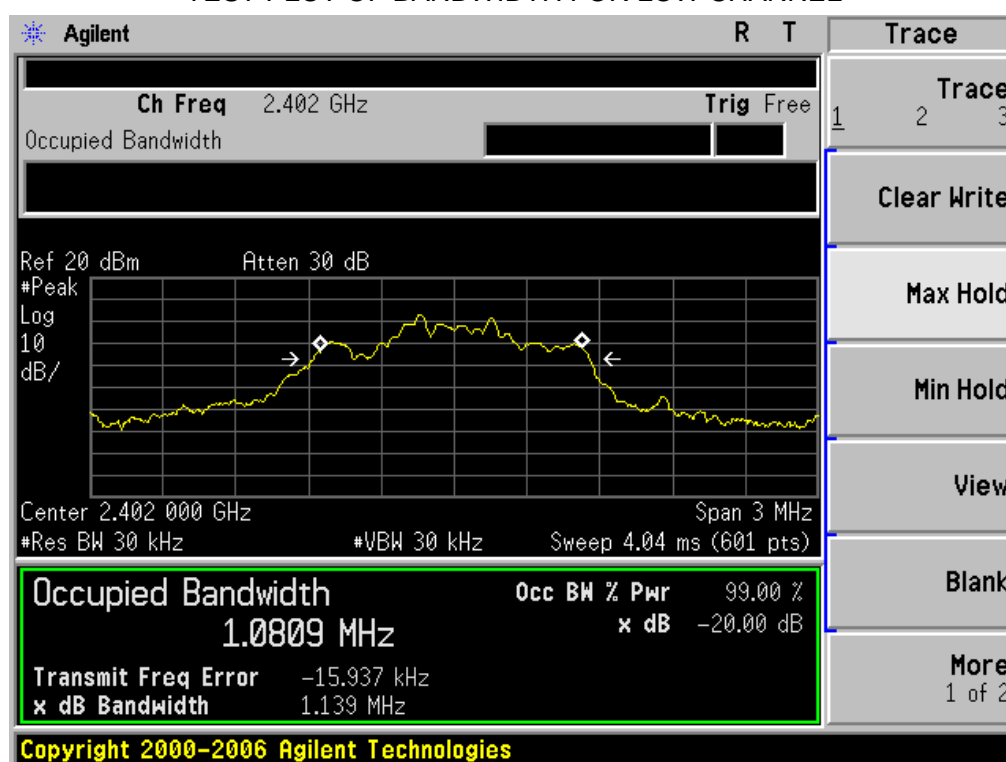 Agilent R T Trace
Ch Freq 2.402 GHz Trig Free
Occupied Bandwidth
Trace
1 2 3
Clear Write
Max Hold
Min Hold
View
Blank
More
1 of 2
Ref 20 dBm Atten 30 dB
#Peak
Log
10
dB/
Center 2.402 000 GHz Span 3 MHz
#Res BW 30 kHz #VBW 30 kHz Sweep 4.04 ms (601 pts)
Occupied Bandwidth Occ BW % Pwr 99.00 %
1.0809 MHz x dB -20.00 dB
Transmit Freq Error -15.937 kHz
x dB Bandwidth 1.139 MHz
Copyright 2000-2006 Agilent Technologies